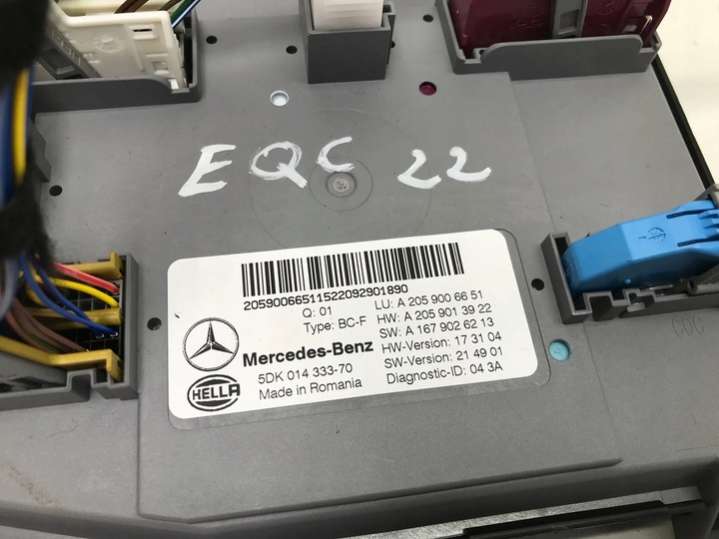 EQC 22
2059006651152209290​1890
Q: 01
Type: BC-F
Mercedes-Benz
5DK 014 333-70
Made in Romania
HELLA
LU: A 205 900 66 51
HW: A 205 901 39 22
SW: A 167 902 62 13
HW-Version: 17 31 04
SW-Version: 21 49 01
Diagnostic-ID: 04 3A